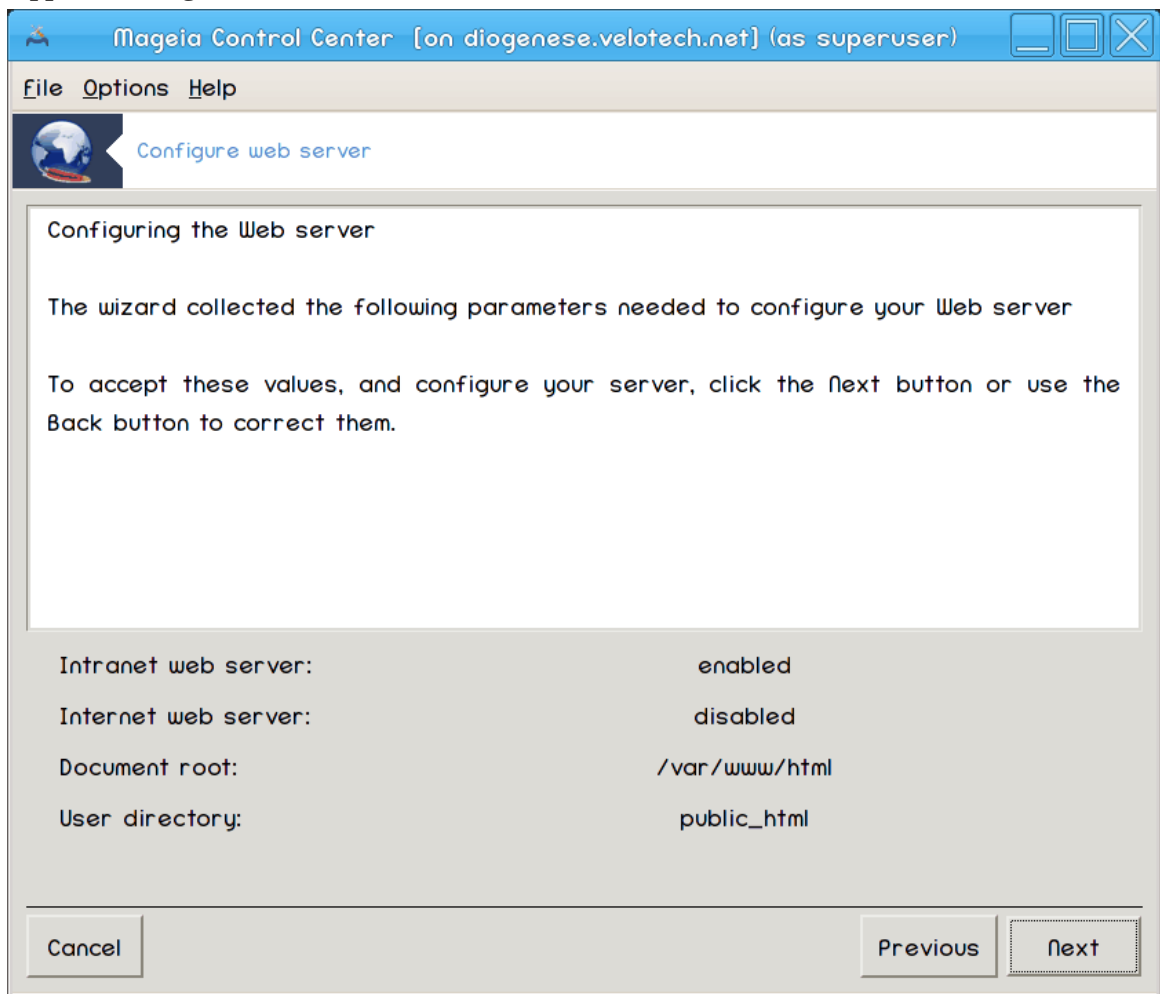 Mageia Control Center [on diogenese.velotech.net] (as superuser)
File Options Help
Configure web server
Configuring the Web server
The wizard collected the following parameters needed to configure your Web server
To accept these values, and configure your server, click the Next button or use the
Back button to correct them.
Intranet web server: enabled
Internet web server: disabled
Document root: /var/www/html
User directory: public_html
Cancel Previous Next